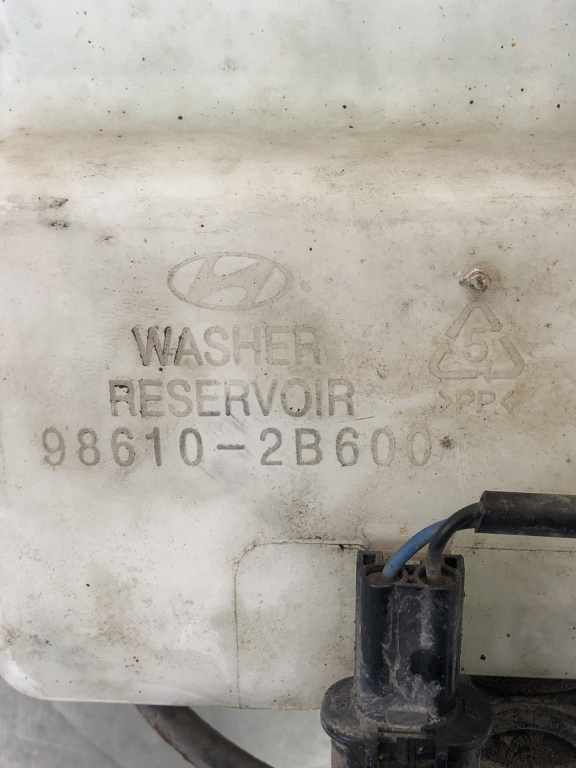 WASHER
RESERVOIR
98610-2B600
5
>PP<